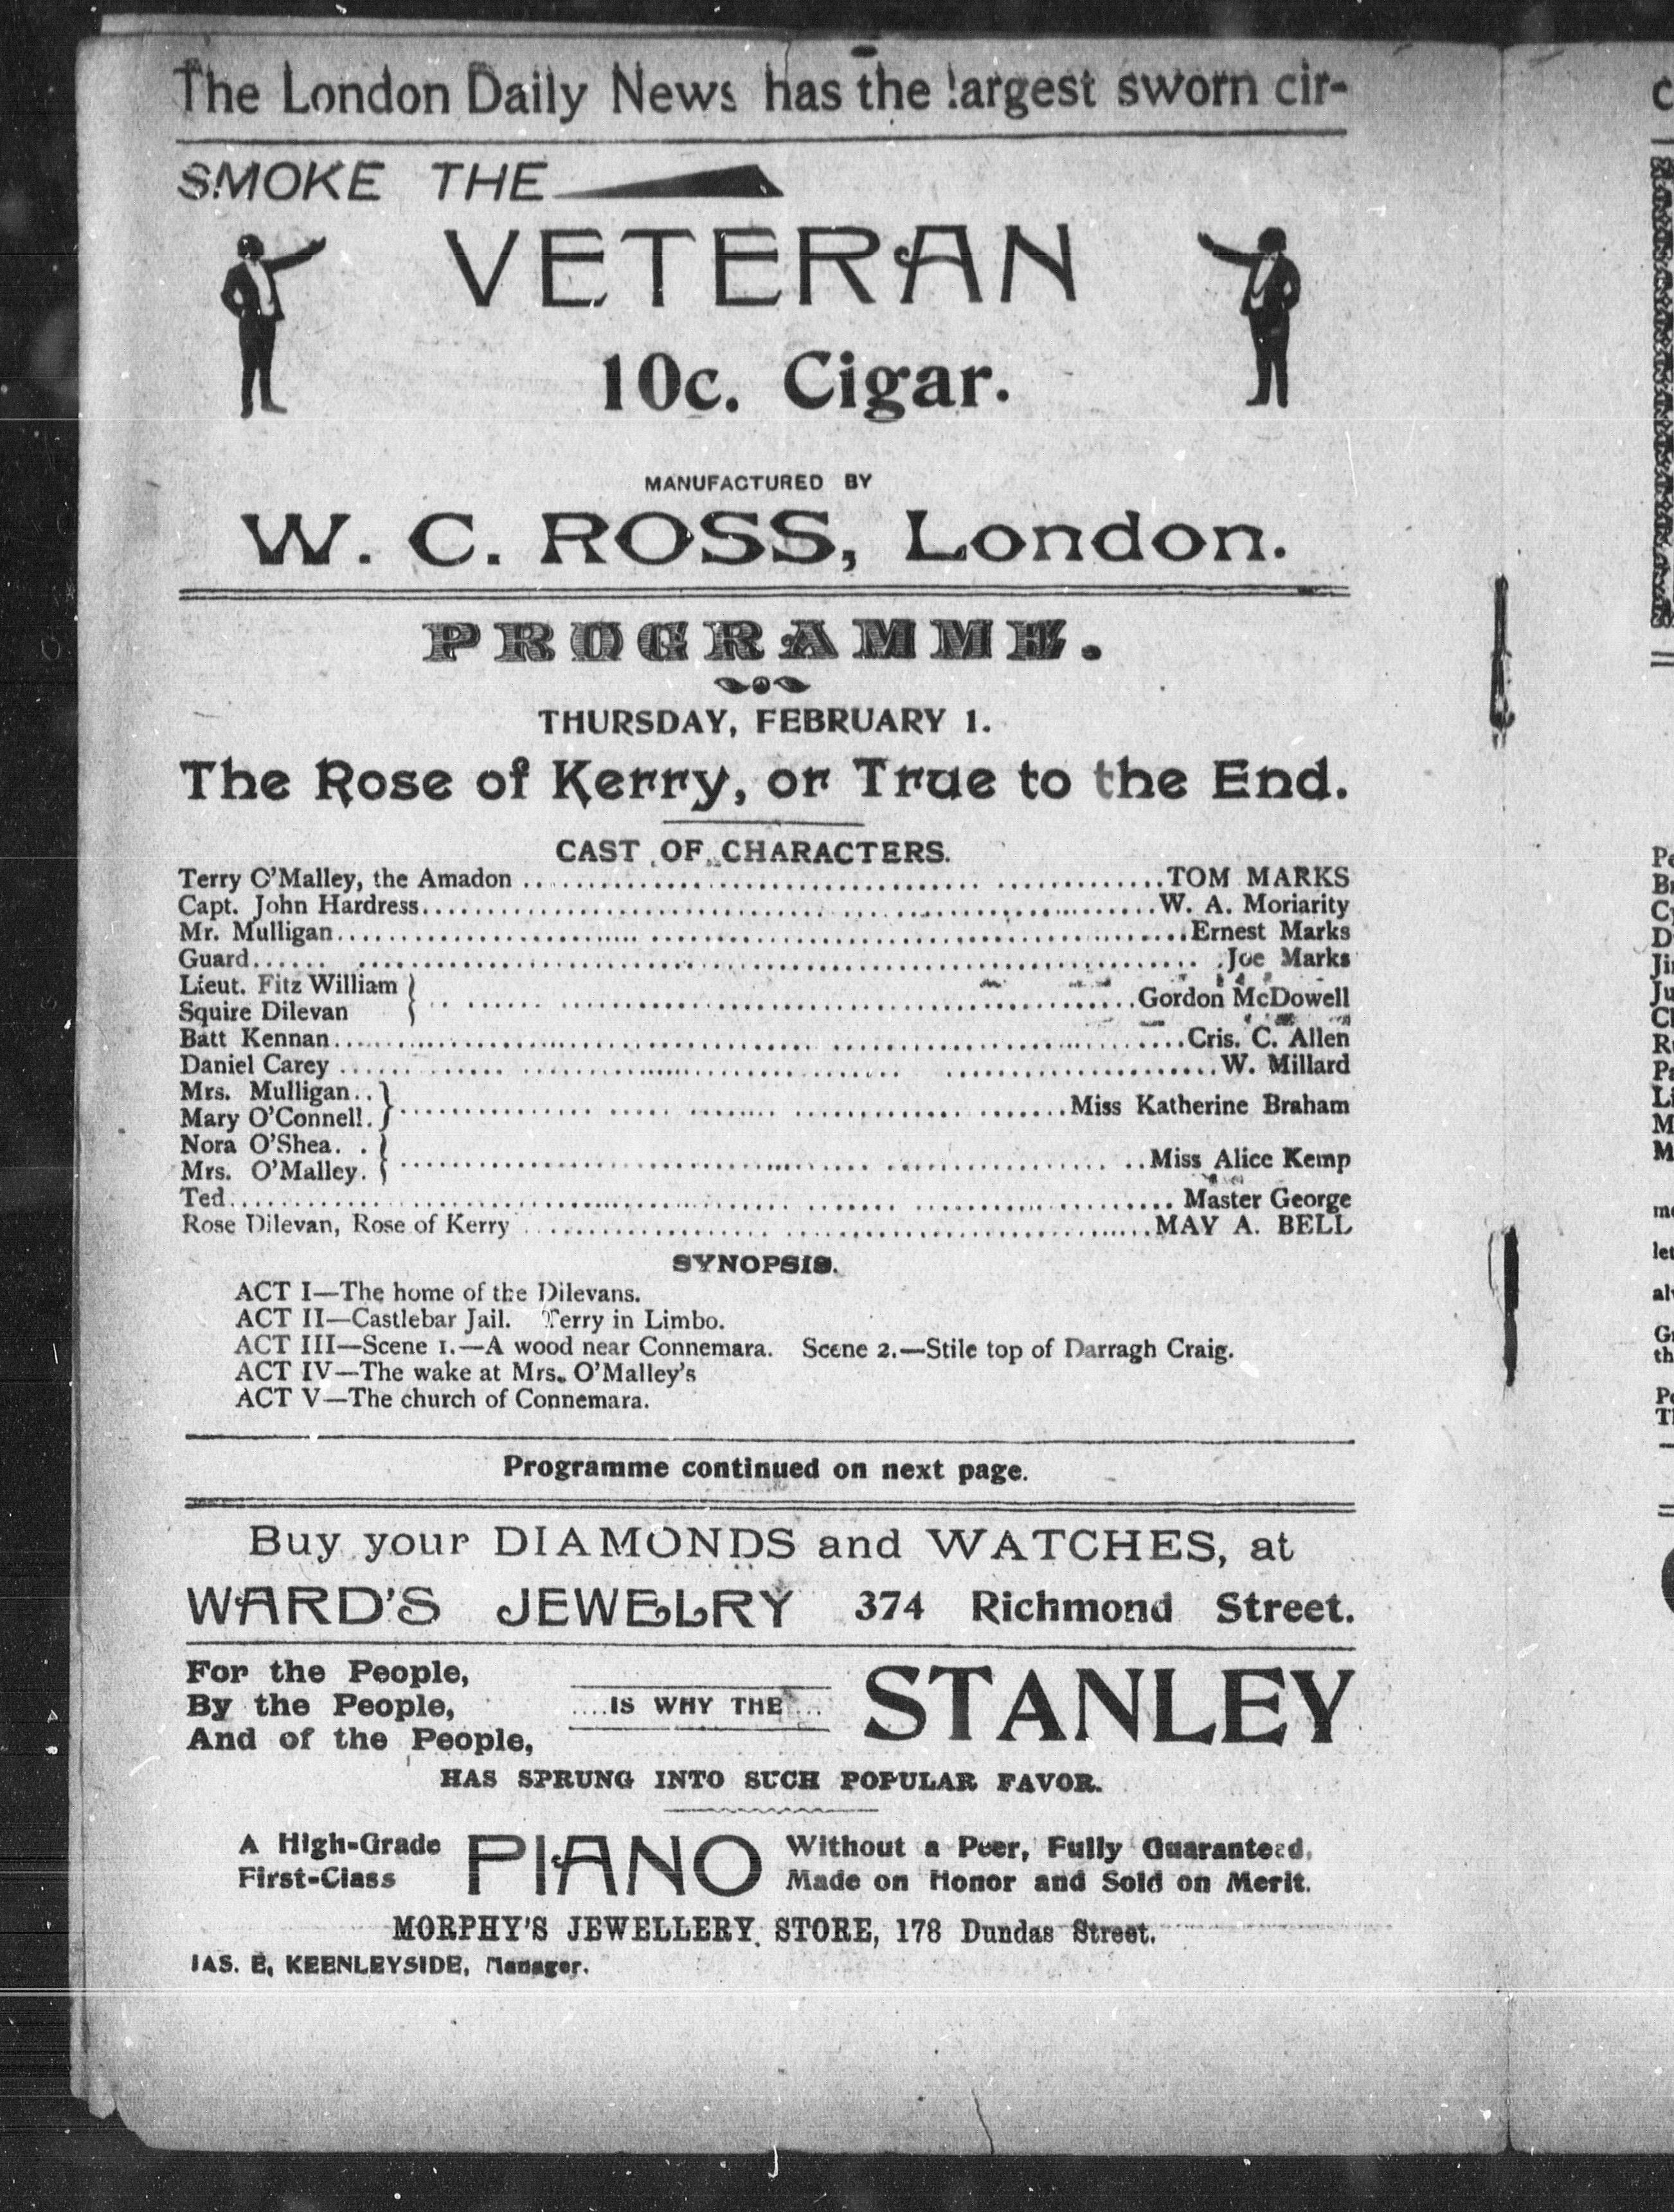 The London Daily News has the largest sworn cir-
SMOKE THE
VETERAN
10c. Cigar.
MANUFACTURED BY
W. C. ROSS, London.
PROGRAMME.
THURSDAY, FEBRUARY 1.
The Rose of Kerry, or True to the End.
CAST OF CHARACTERS.
Terry O'Malley, the Amadon ........ TOM MARKS
Capt. John Hardress........ W. A. Moriarity
Mr. Mulligan........ Ernest Marks
Guard........ Joe Marks
Lieut. Fitz William
Squire Dilevan } ........ Gordon McDowell
Batt Kennan........ Cris. C. Allen
Daniel Carey ........ W. Millard
Mrs. Mulligan..
Mary O'Connell. } ........ Miss Katherine Braham
Nora O'Shea. .
Mrs. O'Malley. } ........ Miss Alice Kemp
Ted........ Master George
Rose Dilevan, Rose of Kerry ........ MAY A. BELL
SYNOPSIS.
ACT I—The home of the Dilevans.
ACT II—Castlebar Jail. Terry in Limbo.
ACT III—Scene 1.—A wood near Connemara. Scene 2.—Stile top of Darragh Craig.
ACT IV—The wake at Mrs. O'Malley's
ACT V—The church of Connemara.
Programme continued on next page.
Buy your DIAMONDS and WATCHES, at
WARD'S JEWELRY 374 Richmond Street.
For the People,
By the People,
And of the People,
....IS WHY THE.... STANLEY
HAS SPRUNG INTO SUCH POPULAR FAVOR.
A High-Grade
First-Class
PIANO
Without a Peer, Fully Guaranteed,
Made on Honor and Sold on Merit.
MORPHY'S JEWELLERY STORE, 178 Dundas Street.
JAS. E, KEENLEYSIDE, Manager.